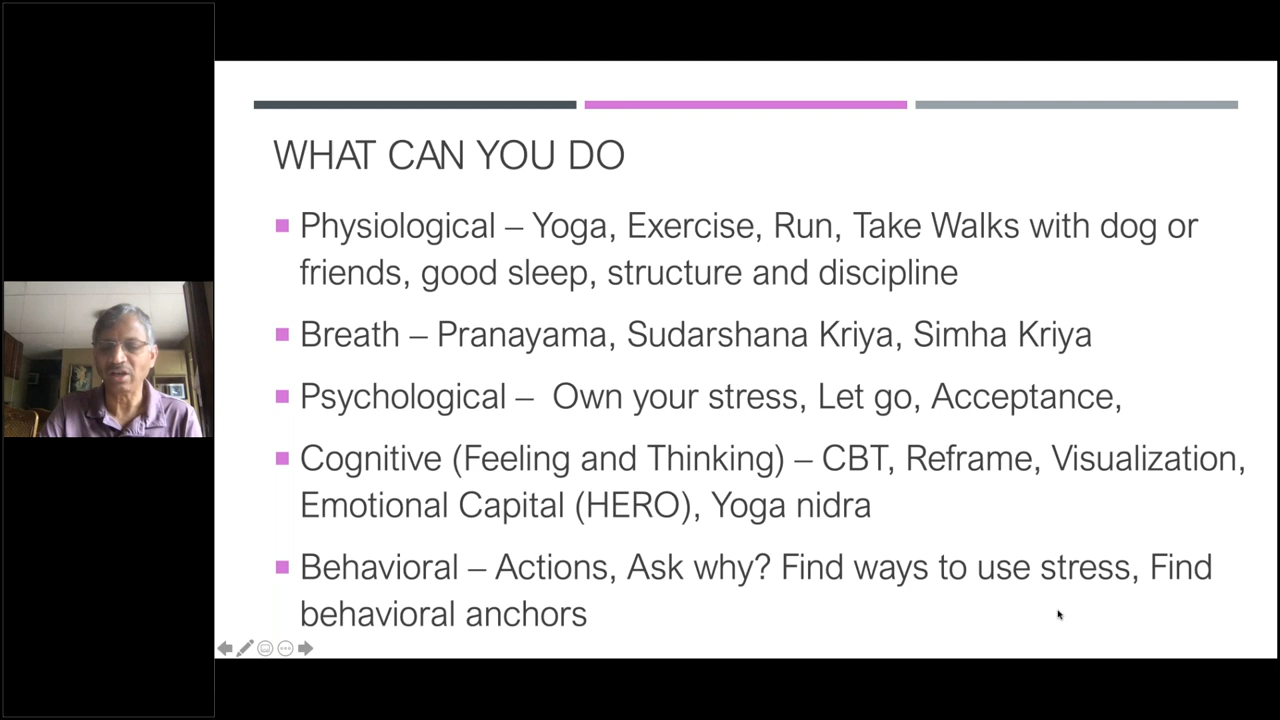 WHAT CAN YOU DO
Physiological – Yoga, Exercise, Run, Take Walks with dog or
friends, good sleep, structure and discipline
Breath – Pranayama, Sudarshana Kriya, Simha Kriya
Psychological –  Own your stress, Let go, Acceptance,
Cognitive (Feeling and Thinking) – CBT, Reframe, Visualization,
Emotional Capital (HERO), Yoga nidra
Behavioral – Actions, Ask why? Find ways to use stress, Find
behavioral anchors